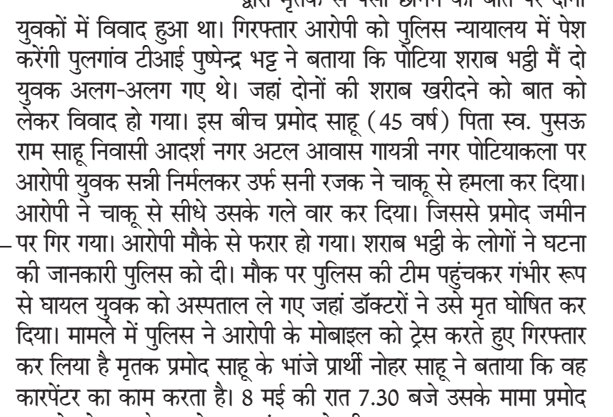 युवकों में विवाद हुआ था। गिरफ्तार आरोपी को पुलिस न्यायालय में पेश
करेंगी पुलगांव टीआई पुष्पेन्द्र भट्ट ने बताया कि पोटिया शराब भट्टी मैं दो
युवक अलग-अलग गए थे। जहां दोनों की शराब खरीदने को बात को
लेकर विवाद हो गया। इस बीच प्रमोद साहू (45 वर्ष) पिता स्व. पुसऊ
राम साहू निवासी आदर्श नगर अटल आवास गायत्री नगर पोटियाकला पर
आरोपी युवक सन्नी निर्मलकर उर्फ सनी रजक ने चाकू से हमला कर दिया।
आरोपी ने चाकू से सीधे उसके गले वार कर दिया। जिससे प्रमोद जमीन
पर गिर गया। आरोपी मौके से फरार हो गया। शराब भट्ठी के लोगों ने घटना
की जानकारी पुलिस को दी। मौक पर पुलिस की टीम पहुंचकर गंभीर रूप
से घायल युवक को अस्पताल ले गए जहां डॉक्टरों ने उसे मृत घोषित कर
दिया। मामले में पुलिस ने आरोपी के मोबाइल को ट्रेस करते हुए गिरफ्तार
कर लिया है मृतक प्रमोद साहू के भांजे प्रार्थी नोहर साहू ने बताया कि वह
कारपेंटर का काम करता है। 8 मई की रात 7.30 बजे उसके मामा प्रमोद